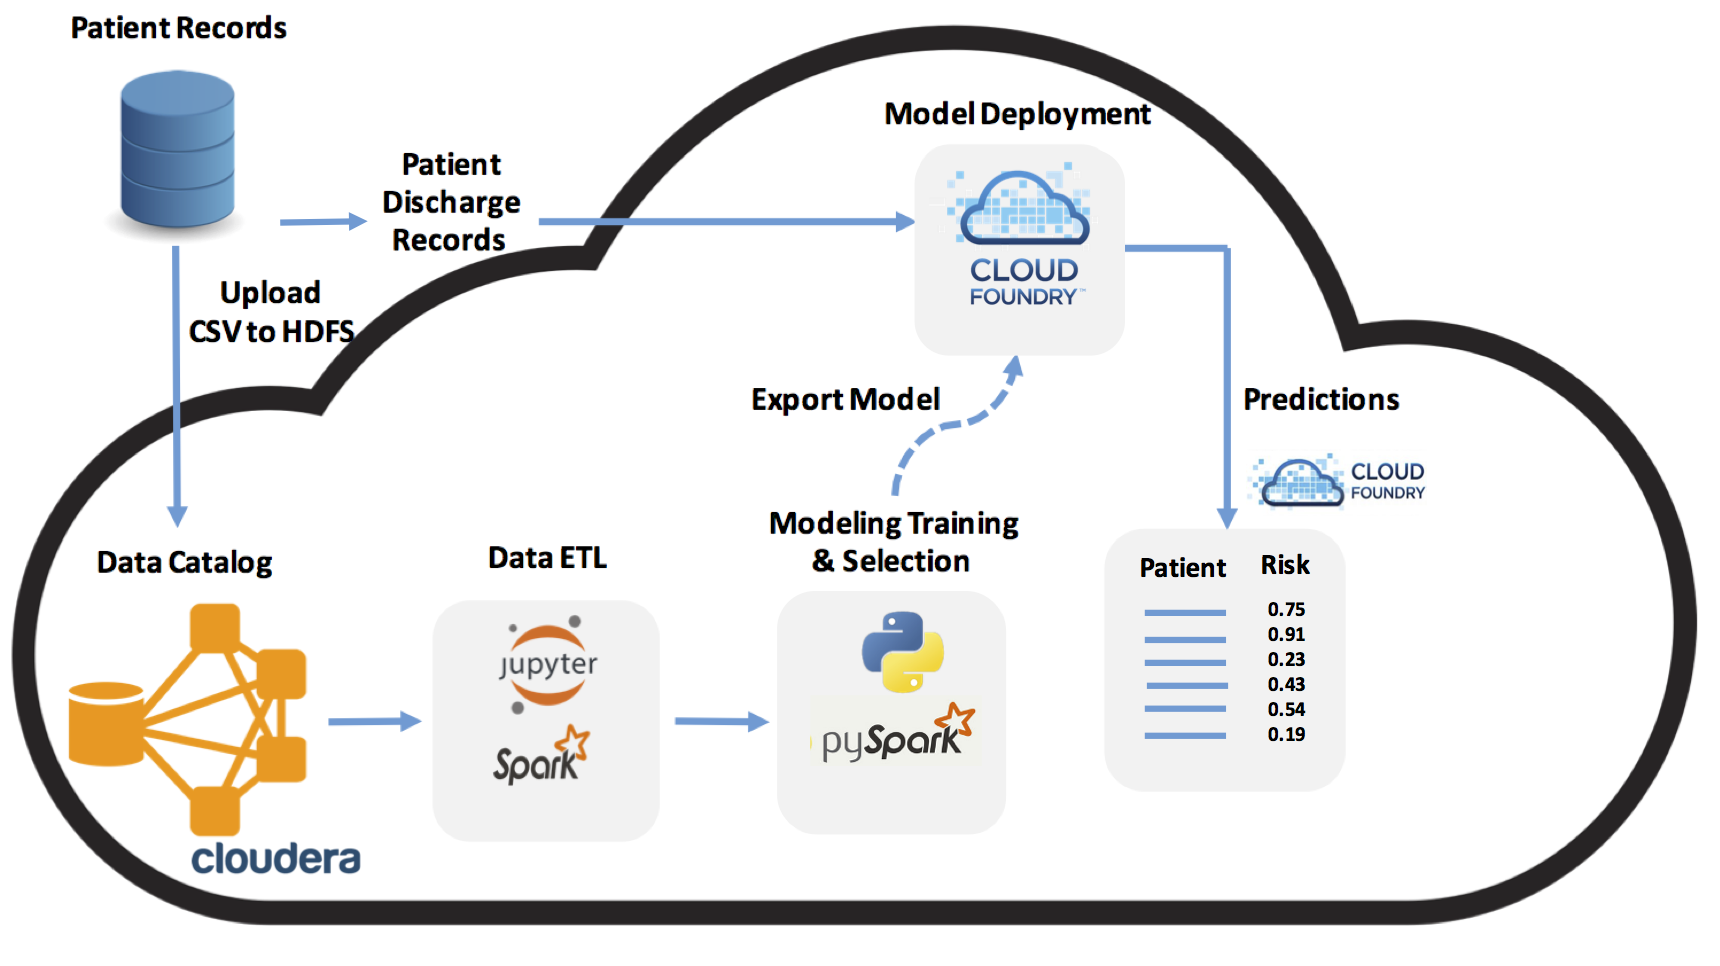 Patient Records
Patient
Discharge
Records
Upload
CSV to HDFS
Model Deployment
CLOUD
FOUNDRY™
Export Model
Predictions
CLOUD
FOUNDRY
Data Catalog
cloudera
Data ETL
jupyter
Spark
Modeling Training
& Selection
pySpark
Patient Risk
0.75
0.91
0.23
0.43
0.54
0.19